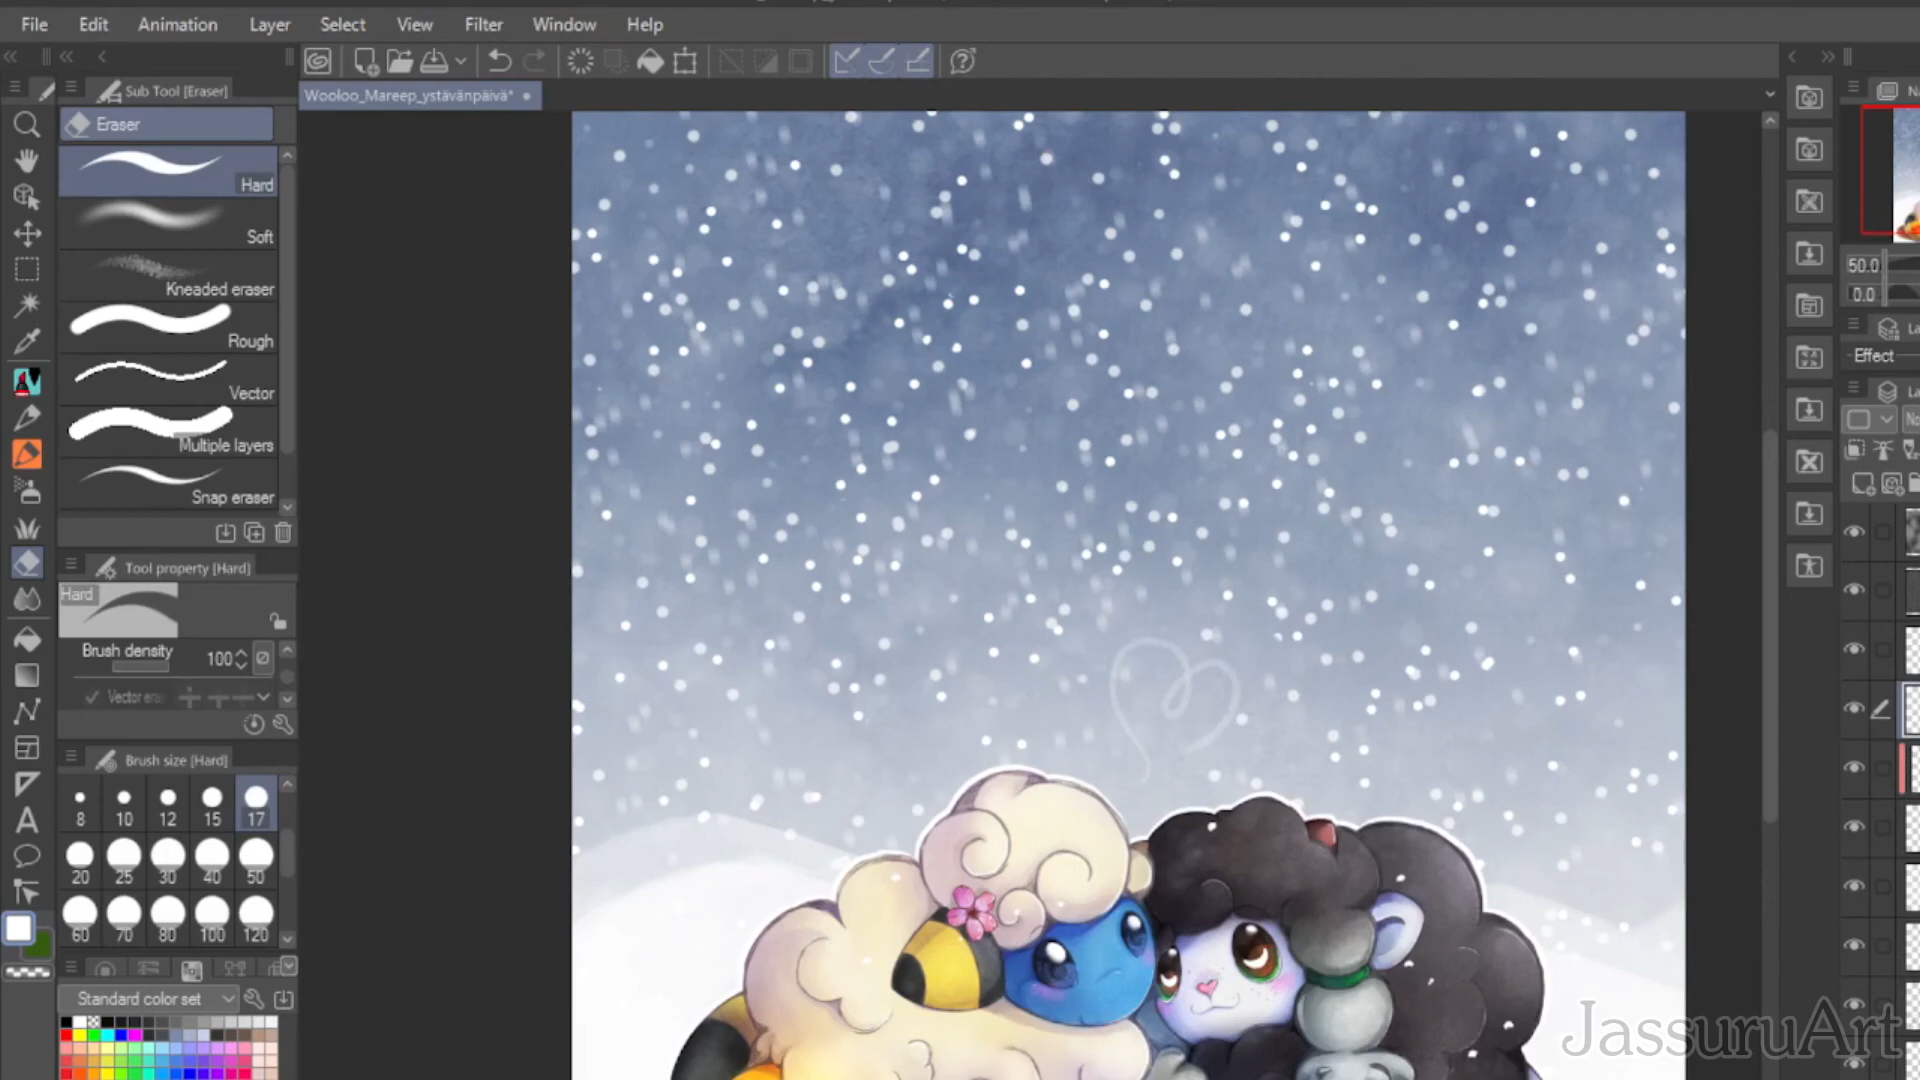 File Edit Animation Layer Select View Filter Window Help
Sub Tool [Eraser]
Wooloo_Mareep_ystävänpäivä*
Eraser
Hard
Soft
Kneaded eraser
Rough
Vector
Multiple layers
Snap eraser
Tool property [Hard]
Hard
Brush density 100
Brush size [Hard]
8 10 12 15 17
20 25 30 40 50
60 70 80 100 120
Standard color set
50.0
0.0
Effect
JassuruArt